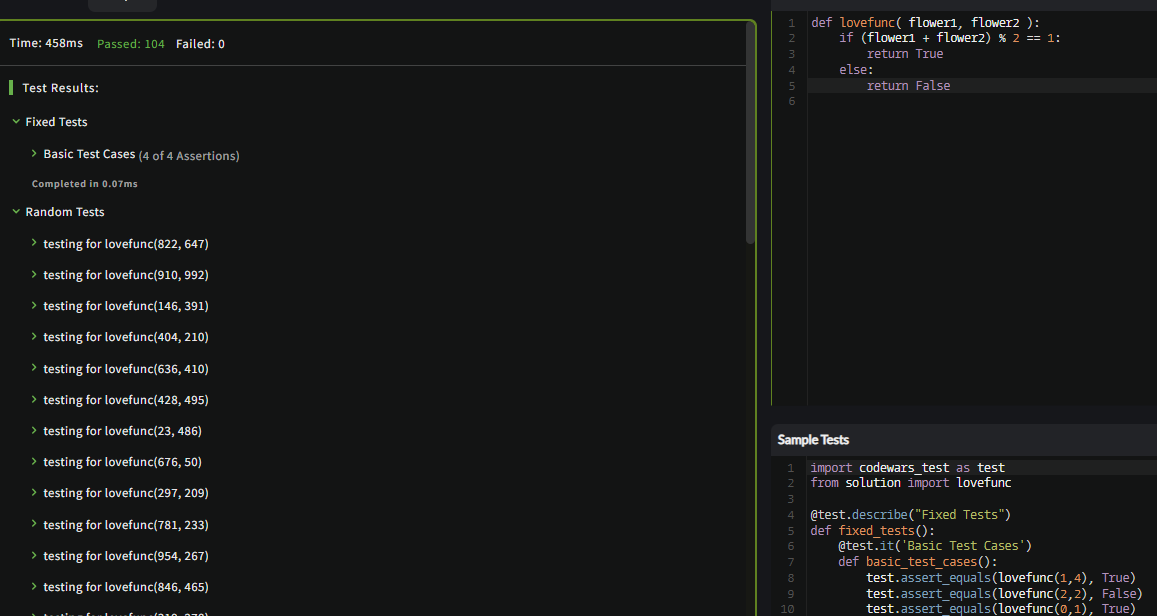 Time: 458ms Passed: 104 Failed: 0
Test Results:
Fixed Tests
Basic Test Cases (4 of 4 Assertions)
Completed in 0.07ms
Random Tests
testing for lovefunc(822, 647)
testing for lovefunc(910, 992)
testing for lovefunc(146, 391)
testing for lovefunc(404, 210)
testing for lovefunc(636, 410)
testing for lovefunc(428, 495)
testing for lovefunc(23, 486)
testing for lovefunc(676, 50)
testing for lovefunc(297, 209)
testing for lovefunc(781, 233)
testing for lovefunc(954, 267)
testing for lovefunc(846, 465)
1 def lovefunc( flower1, flower2 ):
2     if (flower1 + flower2) % 2 == 1:
3         return True
4     else:
5         return False
6
Sample Tests
1 import codewars_test as test
2 from solution import lovefunc
3
4 @test.describe("Fixed Tests")
5 def fixed_tests():
6     @test.it('Basic Test Cases')
7     def basic_test_cases():
8         test.assert_equals(lovefunc(1,4), True)
9         test.assert_equals(lovefunc(2,2), False)
10         test.assert_equals(lovefunc(0,1), True)